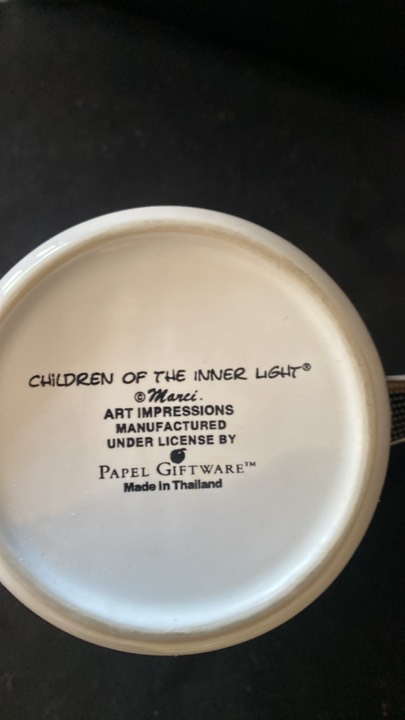 CHiLDREN OF THE iNNER LiGHT®
© Marci.
ART IMPRESSIONS
MANUFACTURED
UNDER LICENSE BY
PAPEL GIFTWARE™
Made in Thailand